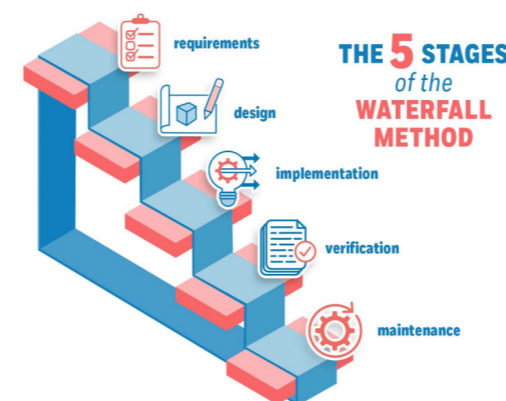 THE 5 STAGES
of the
WATERFALL
METHOD
requirements
design
implementation
verification
maintenance